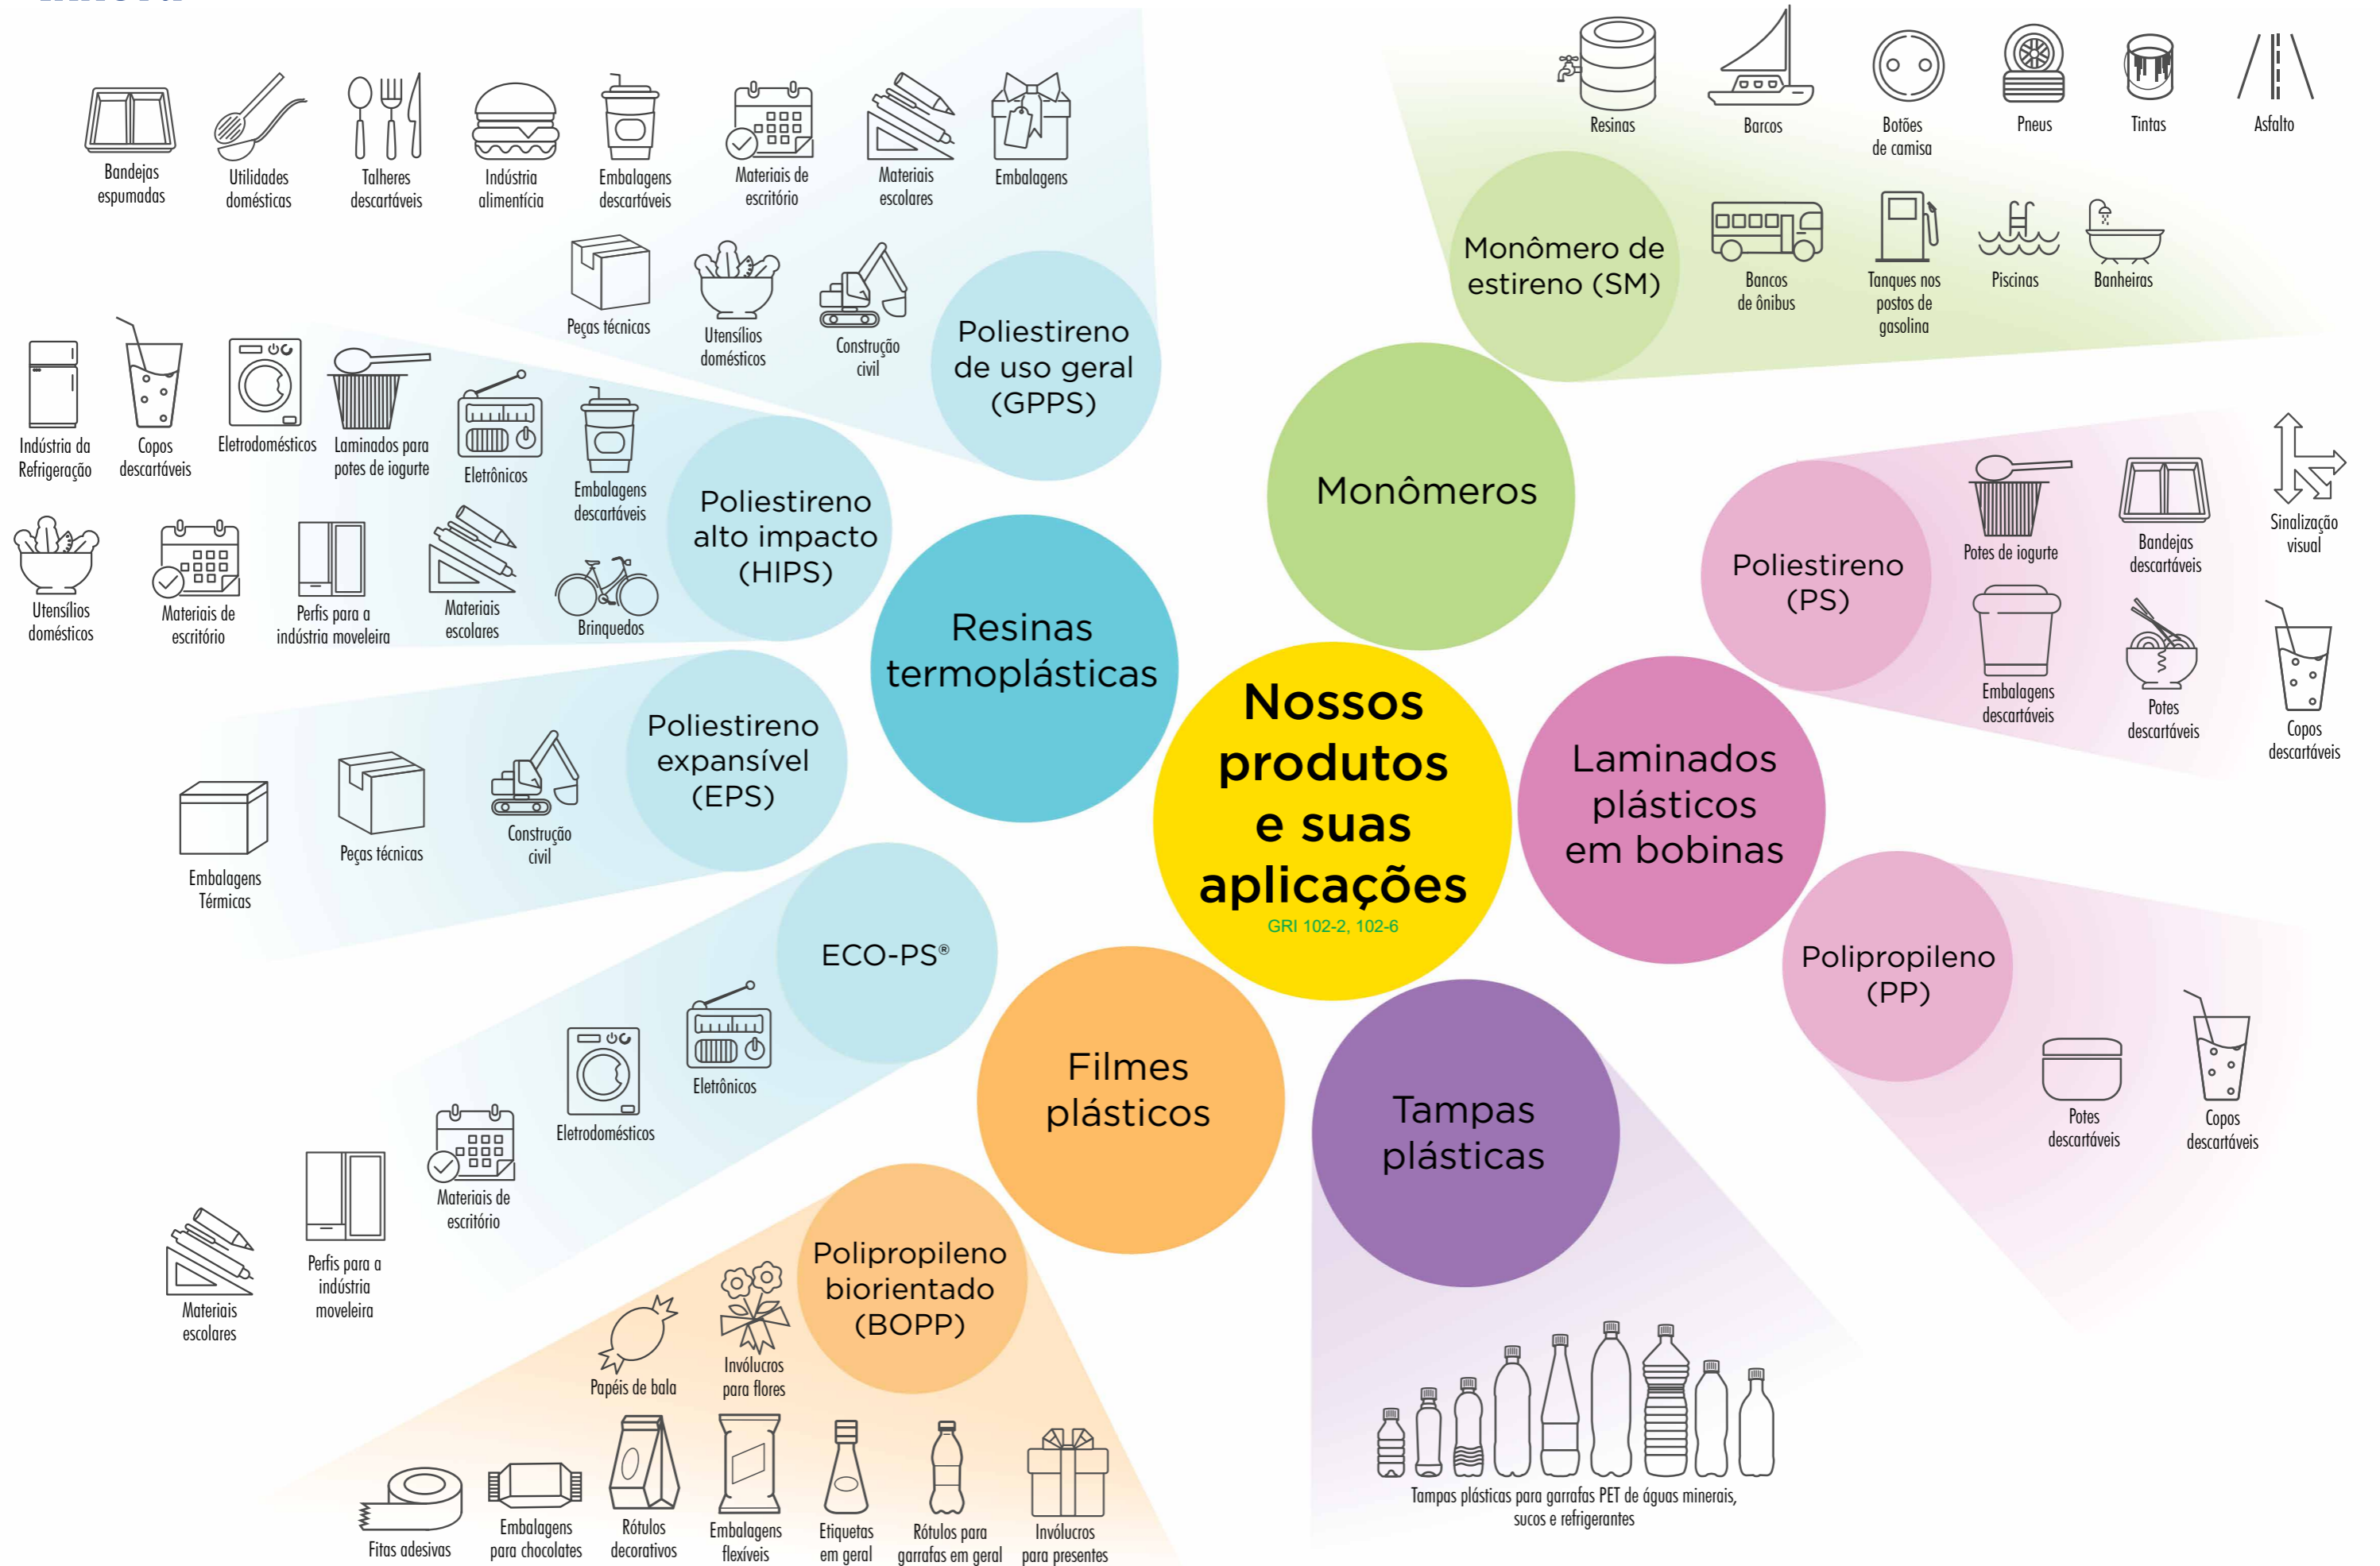 Bandejas
espumadas
Utilidades
domésticas
Talheres
descartáveis
Indústria
alimentícia
Embalagens
descartáveis
Materiais de
escritório
Materiais
escolares
Embalagens
Peças técnicas
Utensílios
domésticos
Construção
civil
Poliestireno
de uso geral
(GPPS)
Indústria da
Refrigeração
Copos
descartáveis
Eletrodomésticos
Laminados para
potes de iogurte
Eletrônicos
Embalagens
descartáveis
Utensílios
domésticos
Materiais de
escritório
Perfis para a
indústria moveleira
Materiais
escolares
Brinquedos
Poliestireno
alto impacto
(HIPS)
Resinas
termoplásticas
Embalagens
Térmicas
Peças técnicas
Construção
civil
Poliestireno
expansível
(EPS)
ECO-PS®
Eletrônicos
Eletrodomésticos
Materiais de
escritório
Perfis para a
indústria
moveleira
Materiais
escolares
Resinas
Barcos
Botões
de camisa
Pneus
Tintas
Asfalto
Monômero de
estireno (SM)
Bancos
de ônibus
Tanques nos
postos de
gasolina
Piscinas
Banheiras
Monômeros
Nossos
produtos
e suas
aplicações
GRI 102-2, 102-6
Laminados
plásticos
em bobinas
Poliestireno
(PS)
Potes de iogurte
Bandejas
descartáveis
Sinalização
visual
Embalagens
descartáveis
Potes
descartáveis
Copos
descartáveis
Polipropileno
(PP)
Potes
descartáveis
Copos
descartáveis
Filmes
plásticos
Polipropileno
biorientado
(BOPP)
Papéis de bala
Invólucros
para flores
Fitas adesivas
Embalagens
para chocolates
Rótulos
decorativos
Embalagens
flexíveis
Etiquetas
em geral
Rótulos para
garrafas em geral
Invólucros
para presentes
Tampas
plásticas
Tampas plásticas para garrafas PET de águas minerais,
sucos e refrigerantes